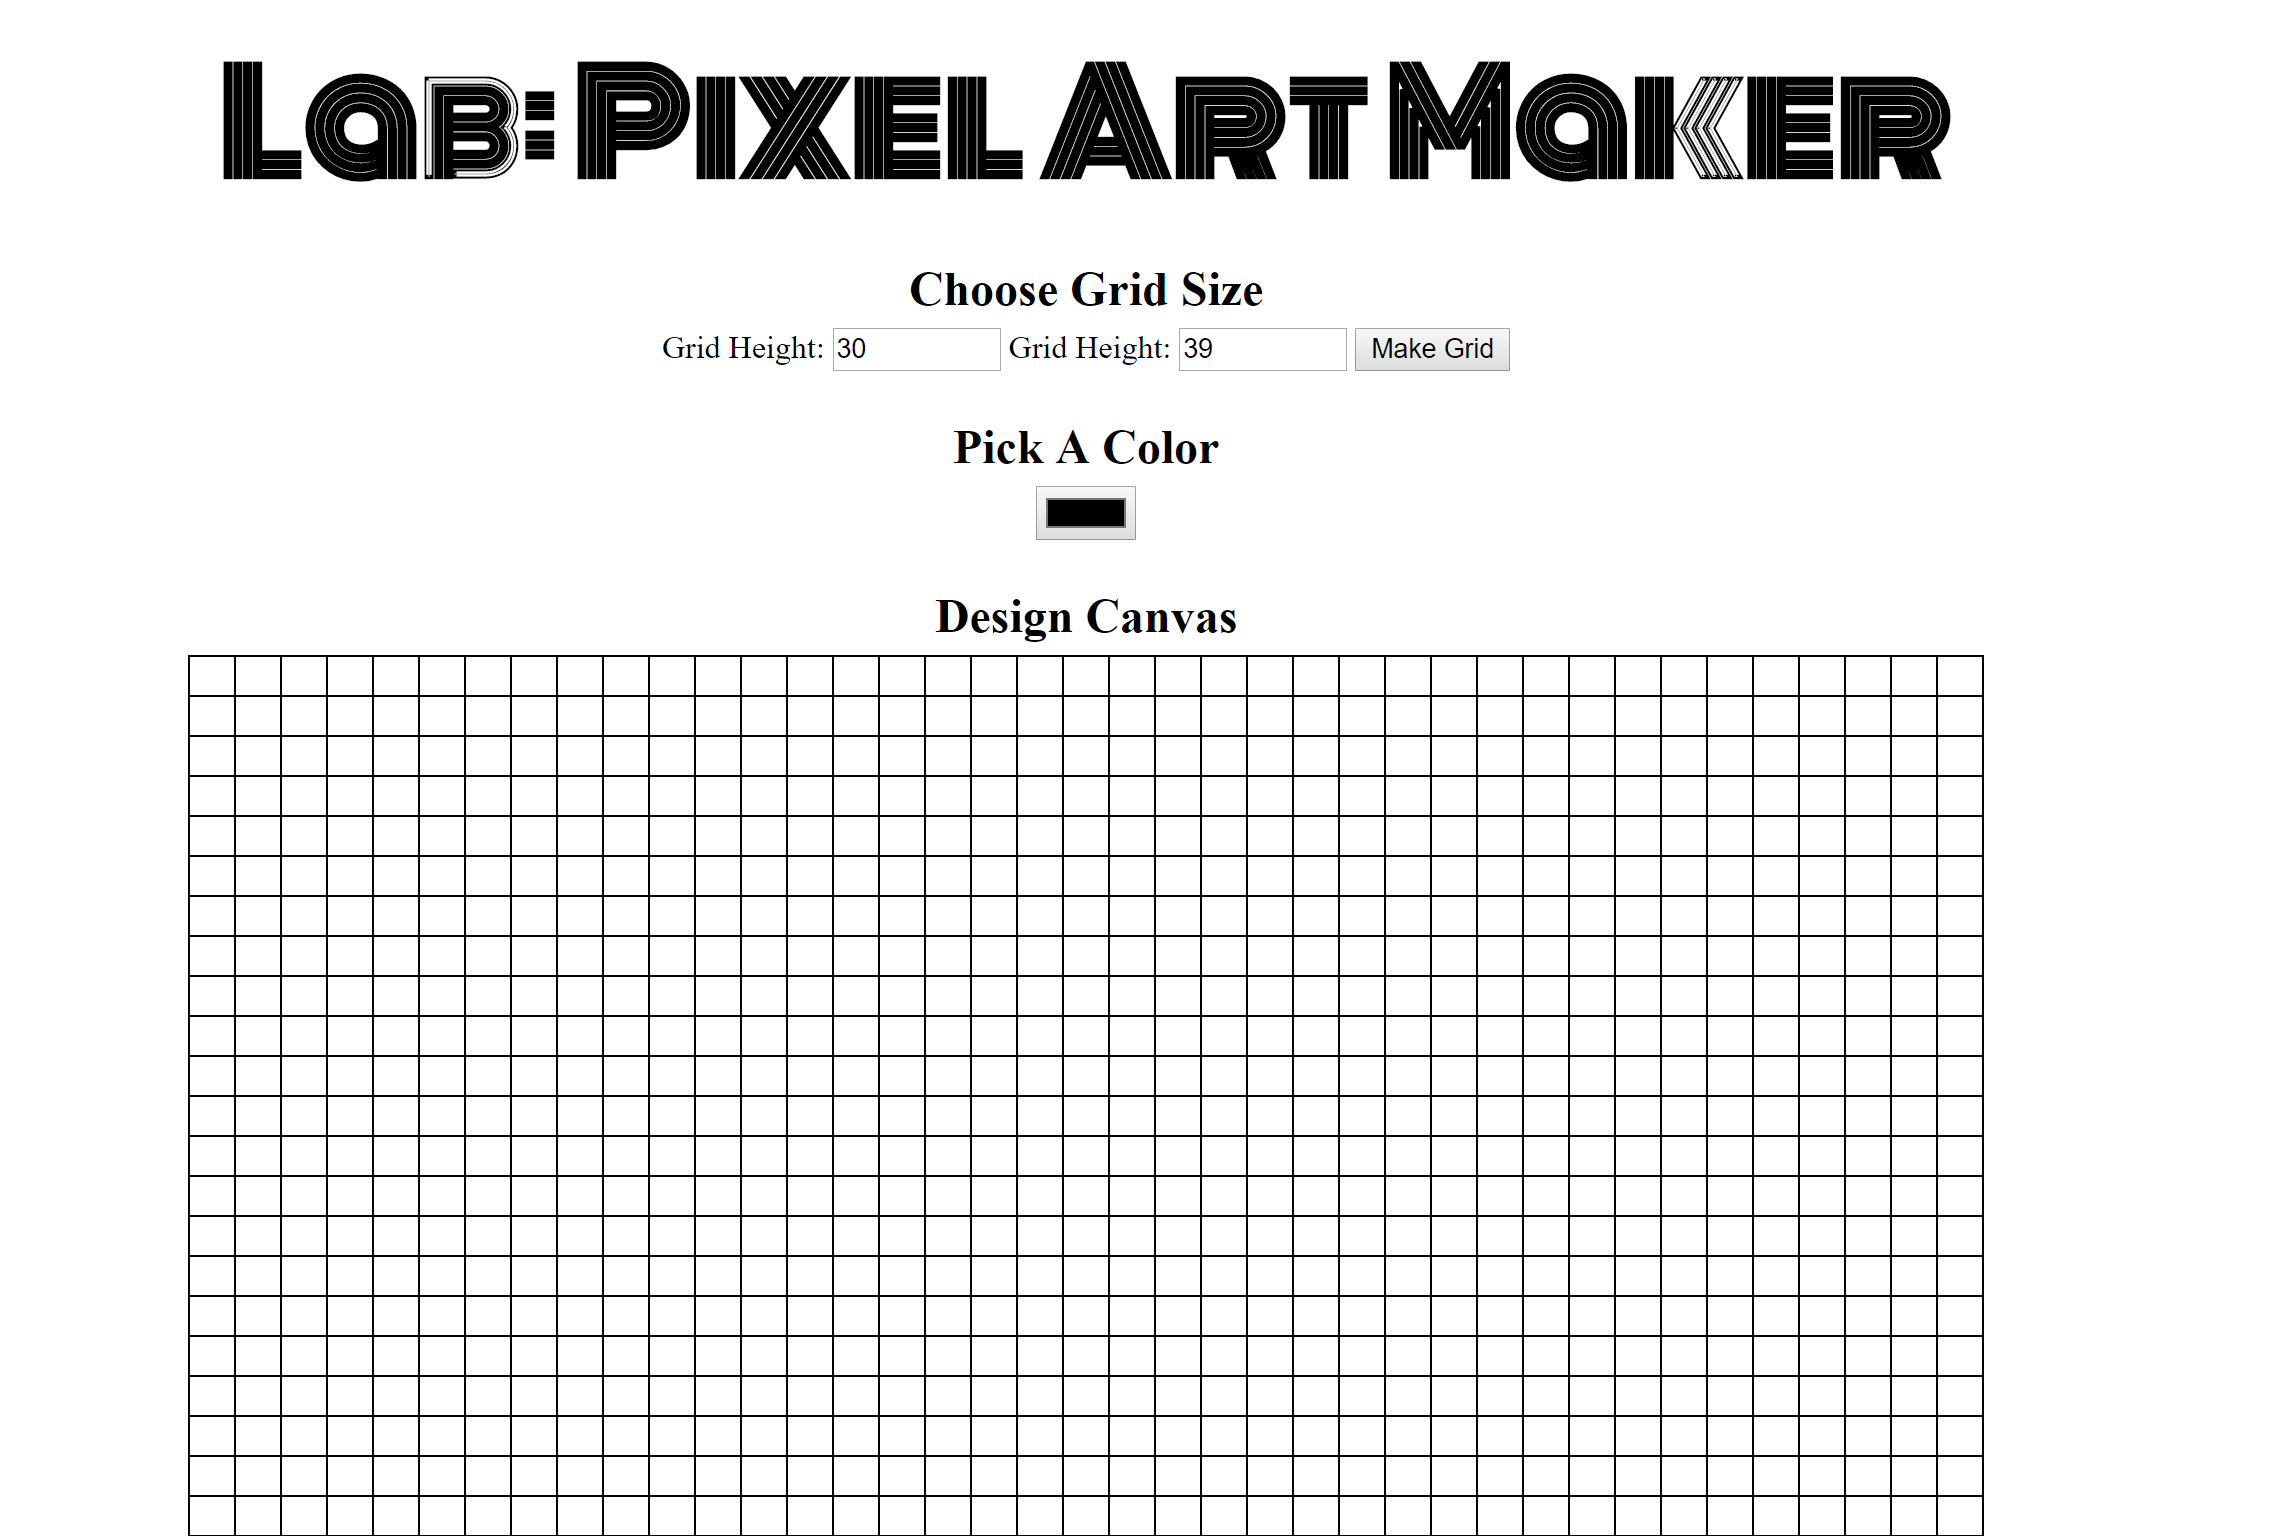 Lab: Pixel Art Maker
Choose Grid Size
Grid Height: 30 Grid Height: 39 Make Grid
Pick A Color
Design Canvas